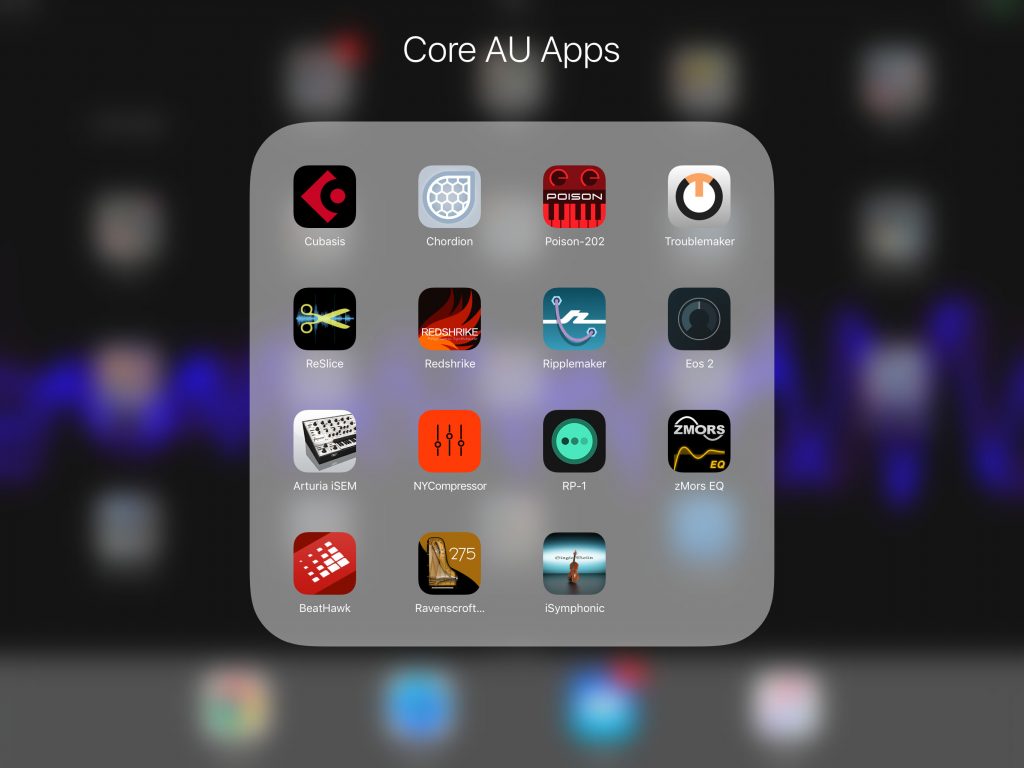 Core AU Apps
POISON
Cubasis
Chordion
Poison-202
Troublemaker
REDSHRIKE
ReSlice
Redshrike
Ripplemaker
Eos 2
ZMORS
EQ
Arturia iSEM
NYCompressor
RP-1
zMors EQ
275
BeatHawk
Ravenscroft...
iSymphonic